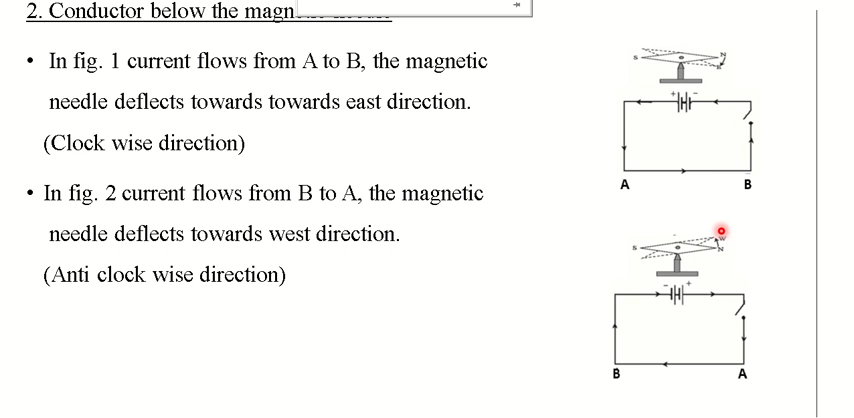 2. Conductor below the magn
• In fig. 1 current flows from A to B, the magnetic
needle deflects towards towards east direction.
(Clock wise direction)
• In fig. 2 current flows from B to A, the magnetic
needle deflects towards west direction.
(Anti clock wise direction)
S N
+ -
A B
S W
N
- +
B A